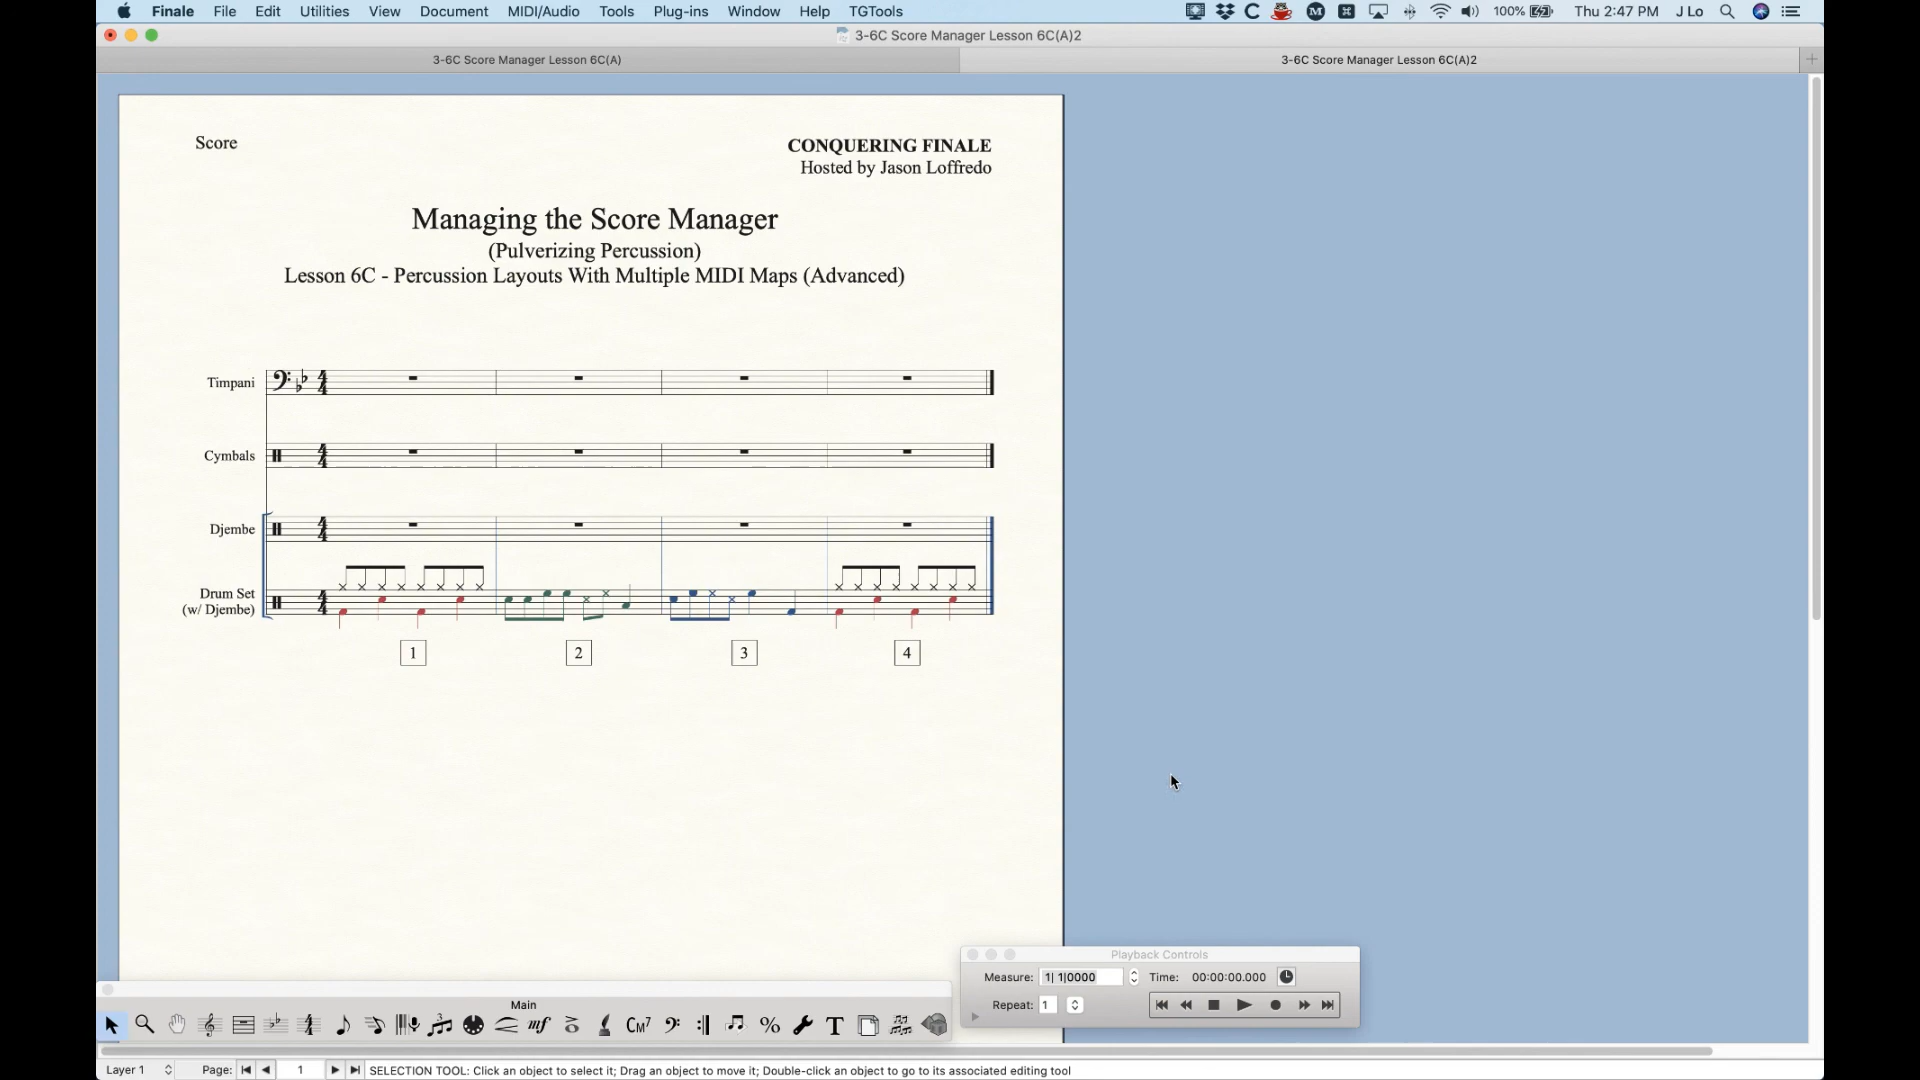 Finale File Edit Utilities View Document MIDI/Audio Tools Plug-ins Window Help TGTools 100% Thu 2:47 PM J Lo
3-6C Score Manager Lesson 6C(A)2
3-6C Score Manager Lesson 6C(A) 3-6C Score Manager Lesson 6C(A)2
Score
CONQUERING FINALE
Hosted by Jason Loffredo
Managing the Score Manager
(Pulverizing Percussion)
Lesson 6C - Percussion Layouts With Multiple MIDI Maps (Advanced)
Timpani
Cymbals
Djembe
Drum Set
(w/ Djembe)
1 2 3 4
Playback Controls
Measure: 1| 1|0000 Time: 00:00:00.000
Repeat: 1
Main
mf CM7 % T
Layer 1 Page: 1 SELECTION TOOL: Click an object to select it; Drag an object to move it; Double-click an object to go to its associated editing tool